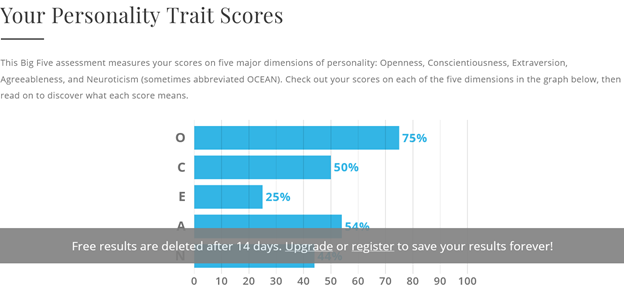 Your Personality Trait Scores
This Big Five assessment measures your scores on five major dimensions of personality: Openness, Conscientiousness, Extraversion,
Agreeableness, and Neuroticism (sometimes abbreviated OCEAN). Check out your scores on each of the five dimensions in the graph below, then
read on to discover what each score means.
O 75%
C 50%
E 25%
A 54%
Free results are deleted after 14 days. Upgrade or register to save your results forever!
N 44%
0 10 20 30 40 50 60 70 80 90 100